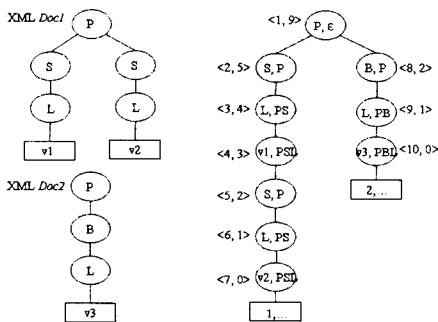 XML Doc1
P
S
S
L
L
v1
v2
XML Doc2
P
B
L
v3
<1, 9>
P, ε
<2, 5>
S, P
B, P
<8, 2>
<3, 4>
L, PS
L, PB
<9, 1>
<4, 3>
v1, PSL
v3, PBL
<10, 0>
<5, 2>
S, P
2,...
<6, 1>
L, PS
<7, 0>
v2, PSL
1,...